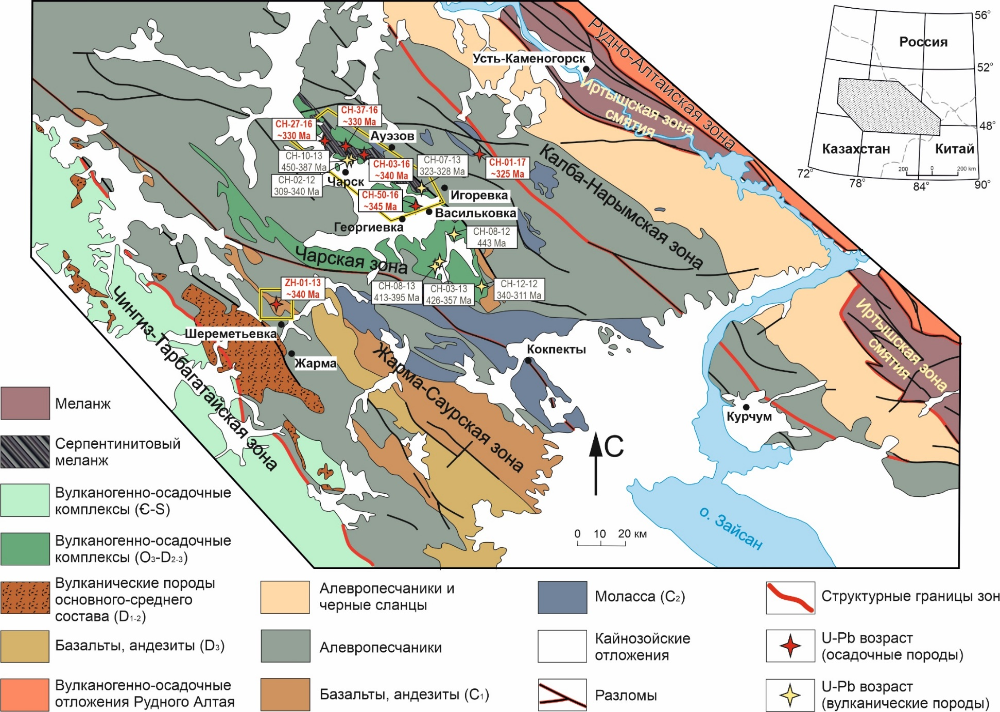 Рудно-Алтайская зона
Усть-Каменогорск
Иртышская зона
смятия
56°
Россия
52°
48°
Казахстан
Китай
200 0 200 km
72°
78°
84°
90°
CH-37-16
~330 Ma
CH-27-16
~330 Ma
Ауэзов
CH-10-13
450-387 Ma
CH-03-16
~340 Ma
CH-07-13
323-328 Ma
CH-01-17
~325 Ma
Чарск
CH-02-12
309-340 Ma
CH-50-16
~345 Ma
Игоревка
Васильковка
Георгиевка
CH-08-12
443 Ma
Калба-Нарымская зона
Чарская зона
ZH-01-13
~340 Ma
CH-08-13
413-395 Ma
CH-03-13
426-357 Ma
CH-12-12
340-311 Ma
Чингиз-Тарбагатайская зона
Шереметьевка
Жарма
Жарма-Саурская зона
Кокпекты
Иртышская зона
смятия
Курчум
С
0 10 20 км
о. Зайсан
Меланж
Серпентинитовый
меланж
Вулканогенно-осадочные
комплексы (Є-S)
Вулканогенно-осадочные
комплексы (O₃-D₂₋₃)
Вулканические породы
основного-среднего
состава (D₁₋₂)
Базальты, андезиты (D₃)
Вулканогенно-осадочные
отложения Рудного Алтая
Алевропесчаники и
черные сланцы
Алевропесчаники
Базальты, андезиты (C₁)
Моласса (C₂)
Кайнозойские
отложения
Разломы
Структурные границы зон
U-Pb возраст
(осадочные породы)
U-Pb возраст
(вулканические породы)